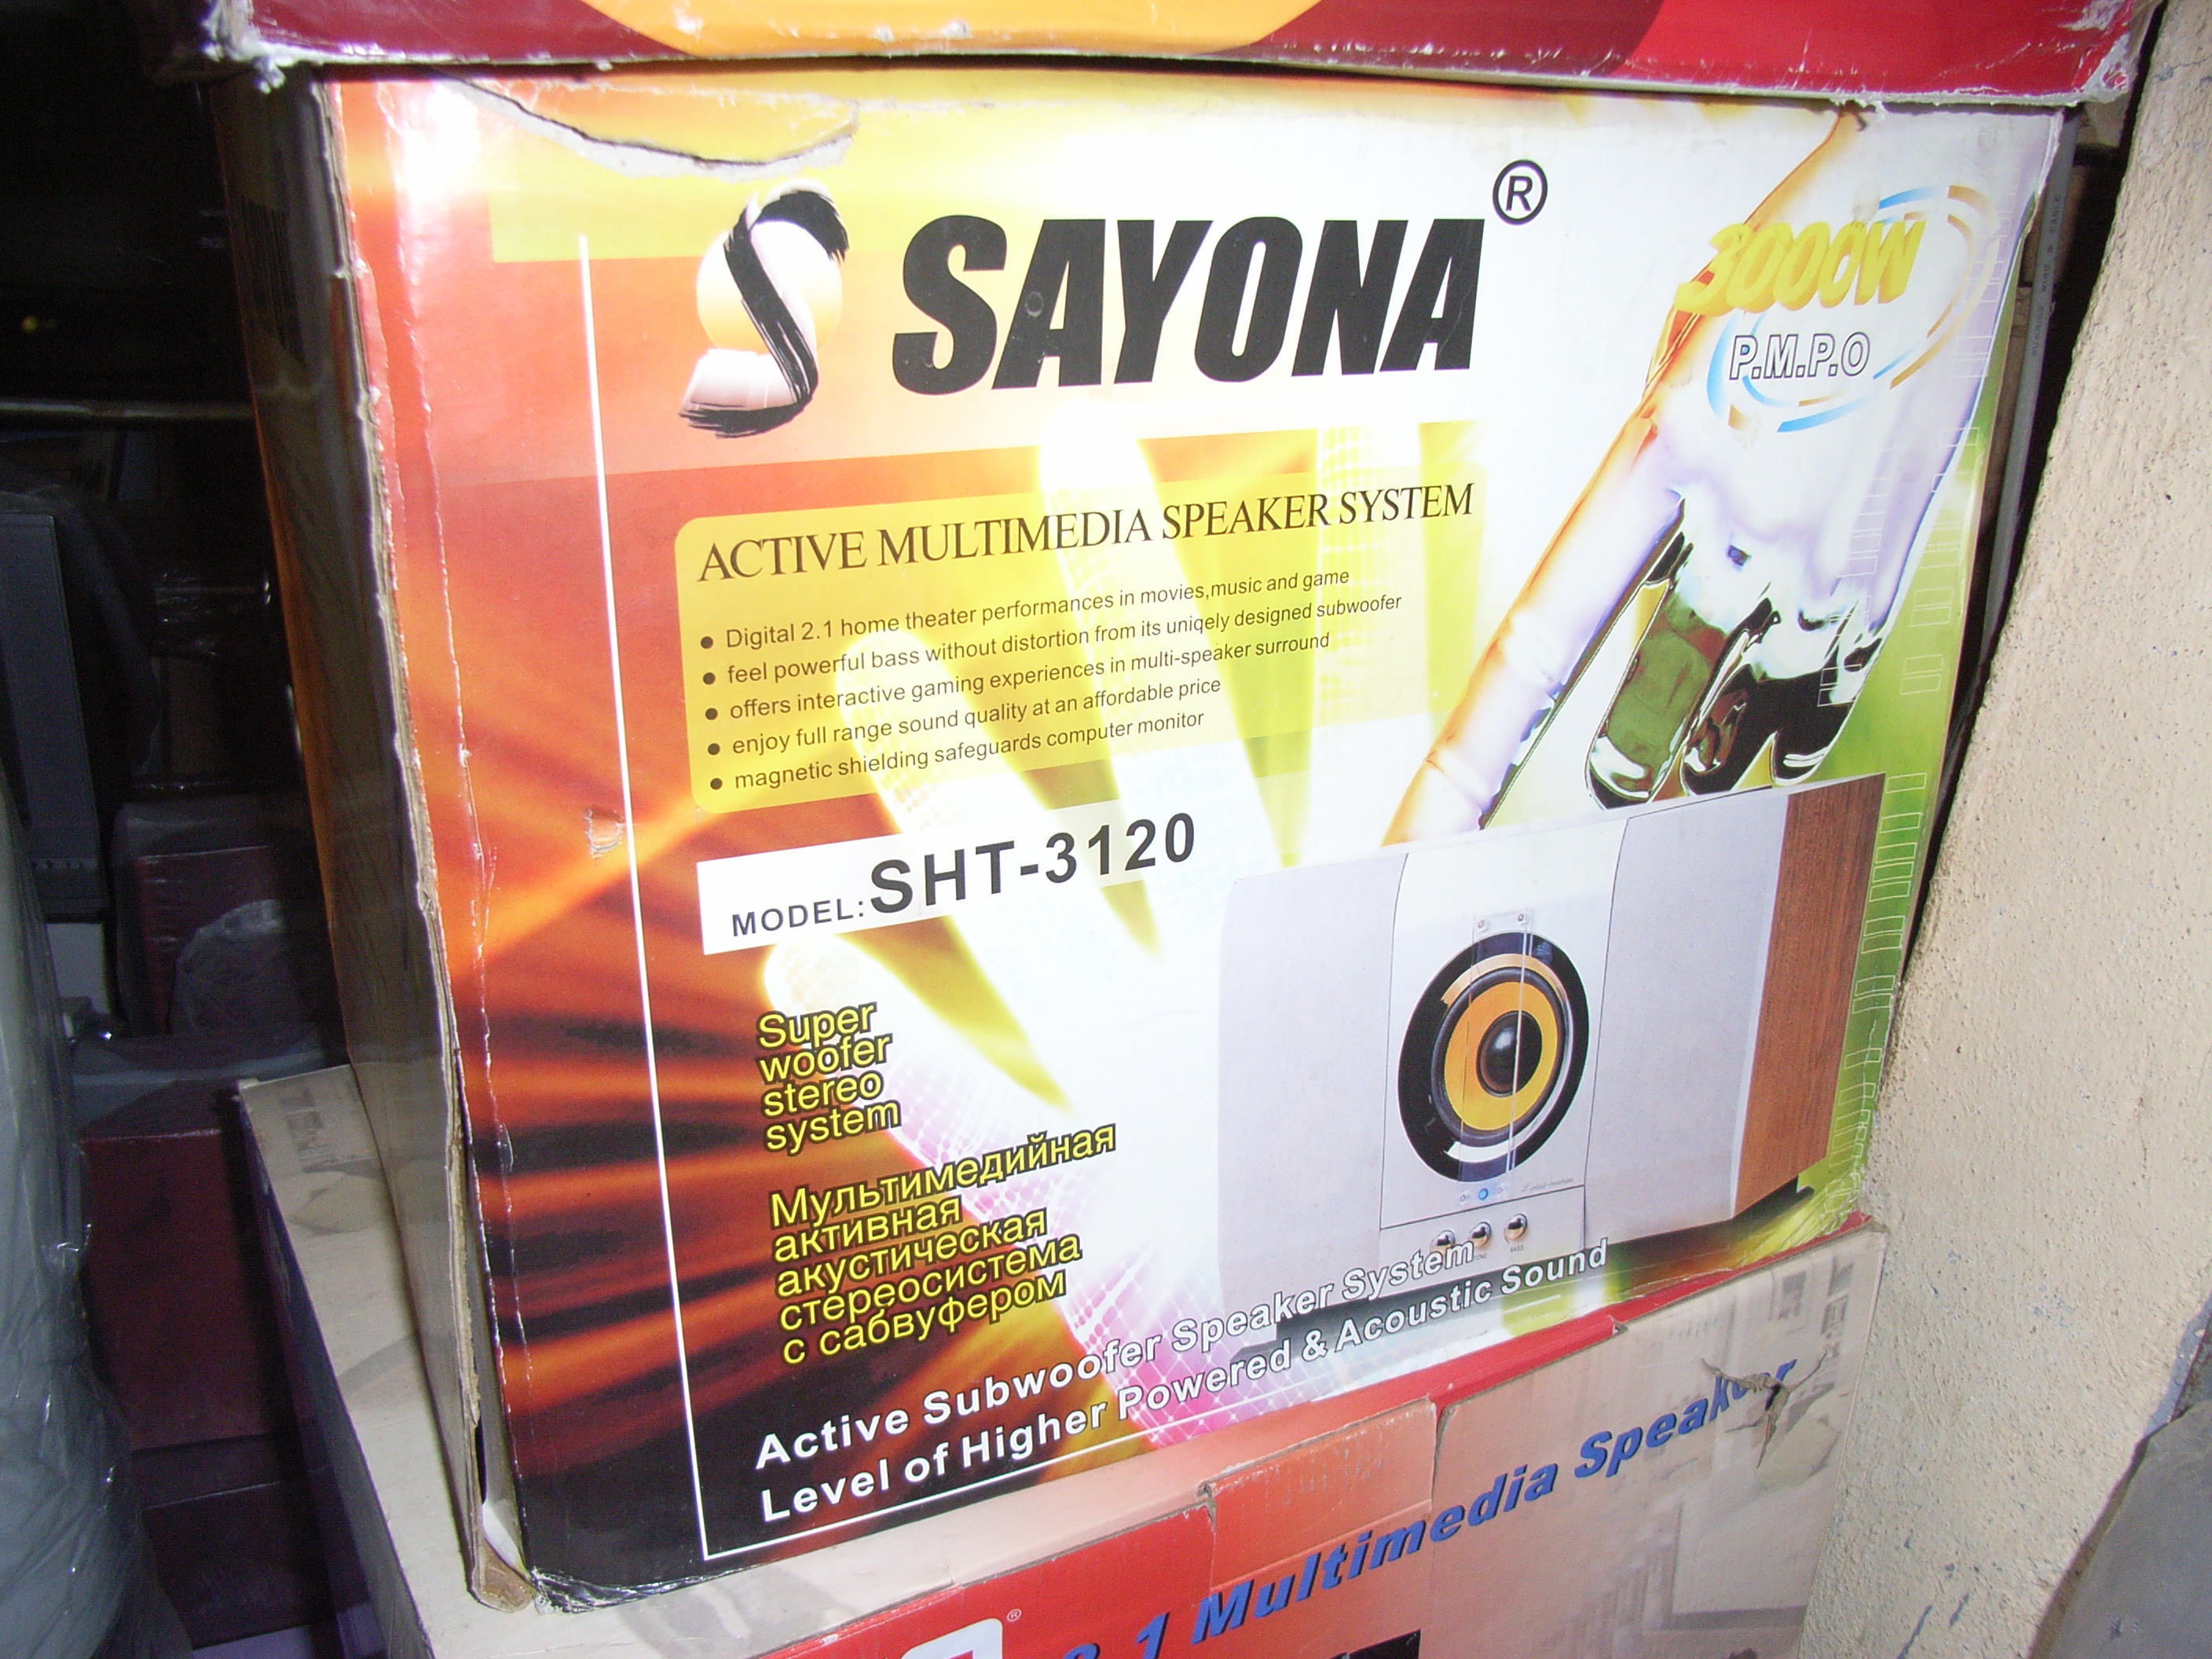 SAYONA®
3000W
P.M.P.O
ACTIVE MULTIMEDIA SPEAKER SYSTEM
• Digital 2.1 home theater performances in movies,music and game
• feel powerful bass without distortion from its uniqely designed subwoofer
• offers interactive gaming experiences in multi-speaker surround
• enjoy full range sound quality at an affordable price
• magnetic shielding safeguards computer monitor
MODEL: SHT-3120
Super
woofer
stereo
system
Мультимедийная
активная
акустическая
стереосистема
с сабвуфером
BASS
Active Subwoofer Speaker System
Level of Higher Powered & Acoustic Sound
.1 Multimedia Speaker
®